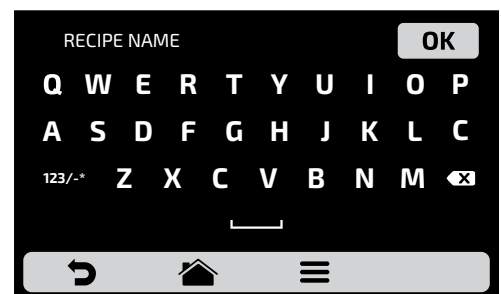 RECIPE NAME OK
Q W E R T Y U I O P
A S D F G H J K L C
123/-* Z X C V B N M